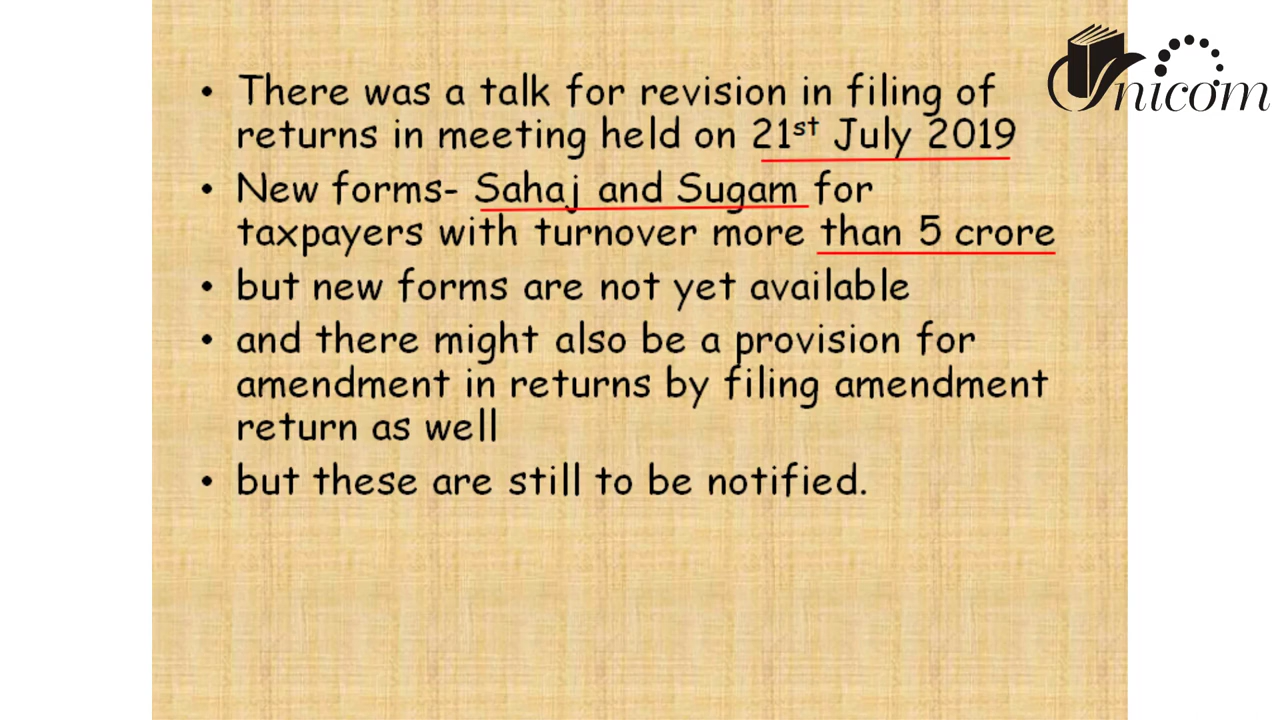 • There was a talk for revision in filing of
returns in meeting held on 21st July 2019
• New forms- Sahaj and Sugam for
taxpayers with turnover more than 5 crore
• but new forms are not yet available
• and there might also be a provision for
amendment in returns by filing amendment
return as well
• but these are still to be notified.
Unicom